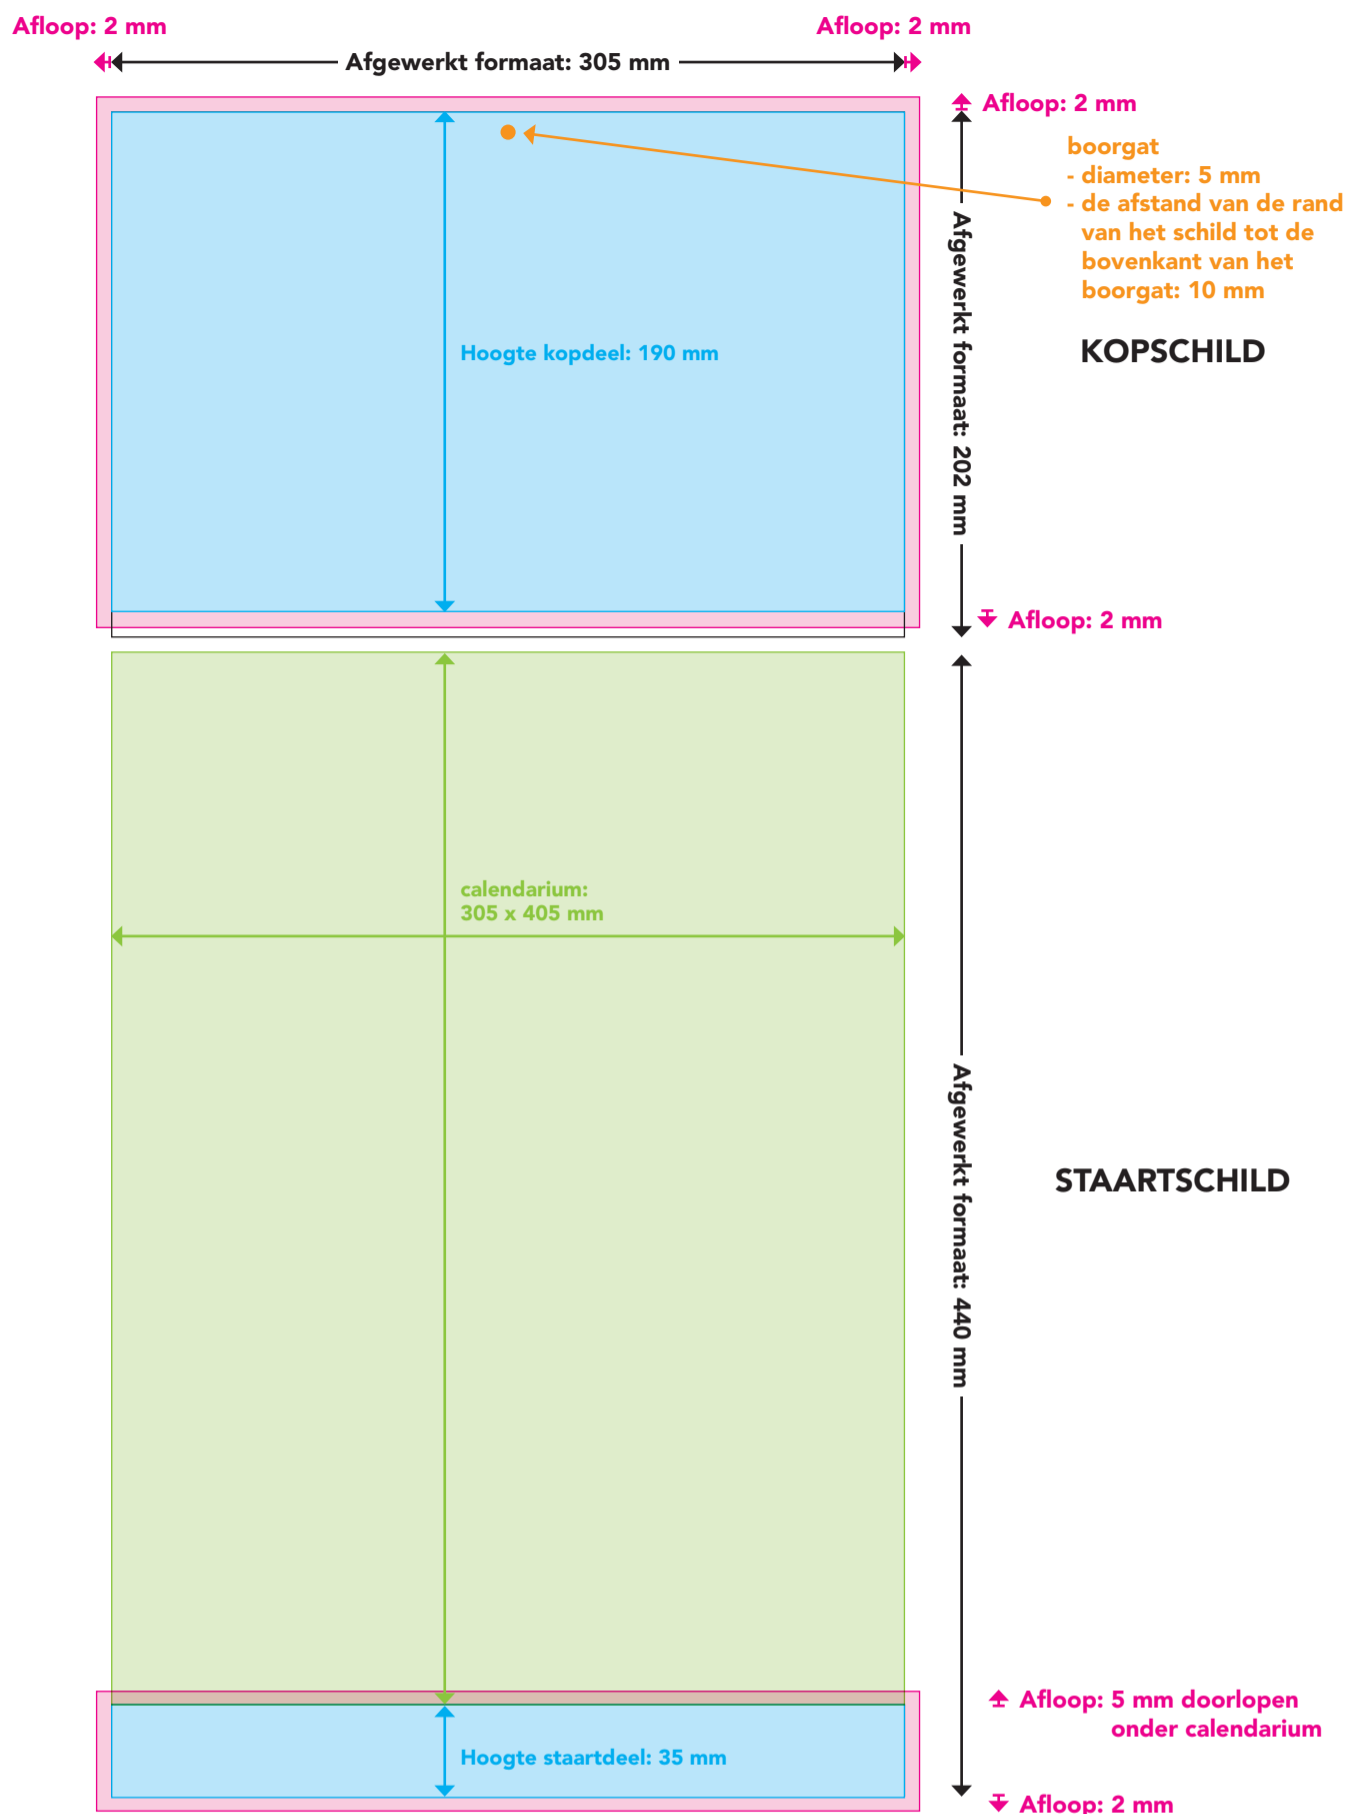 Afloop: 2 mm
Afloop: 2 mm
Afgewerkt formaat: 305 mm
Afloop: 2 mm
boorgat
- diameter: 5 mm
- de afstand van de rand
van het schild tot de
bovenkant van het
boorgat: 10 mm
Afgewerkt formaat: 202 mm
Hoogte kopdeel: 190 mm
KOPSCHILD
Afloop: 2 mm
calendarium:
305 x 405 mm
Afgewerkt formaat: 440 mm
STAARTSCHILD
Afloop: 5 mm doorlopen
onder calendarium
Hoogte staartdeel: 35 mm
Afloop: 2 mm